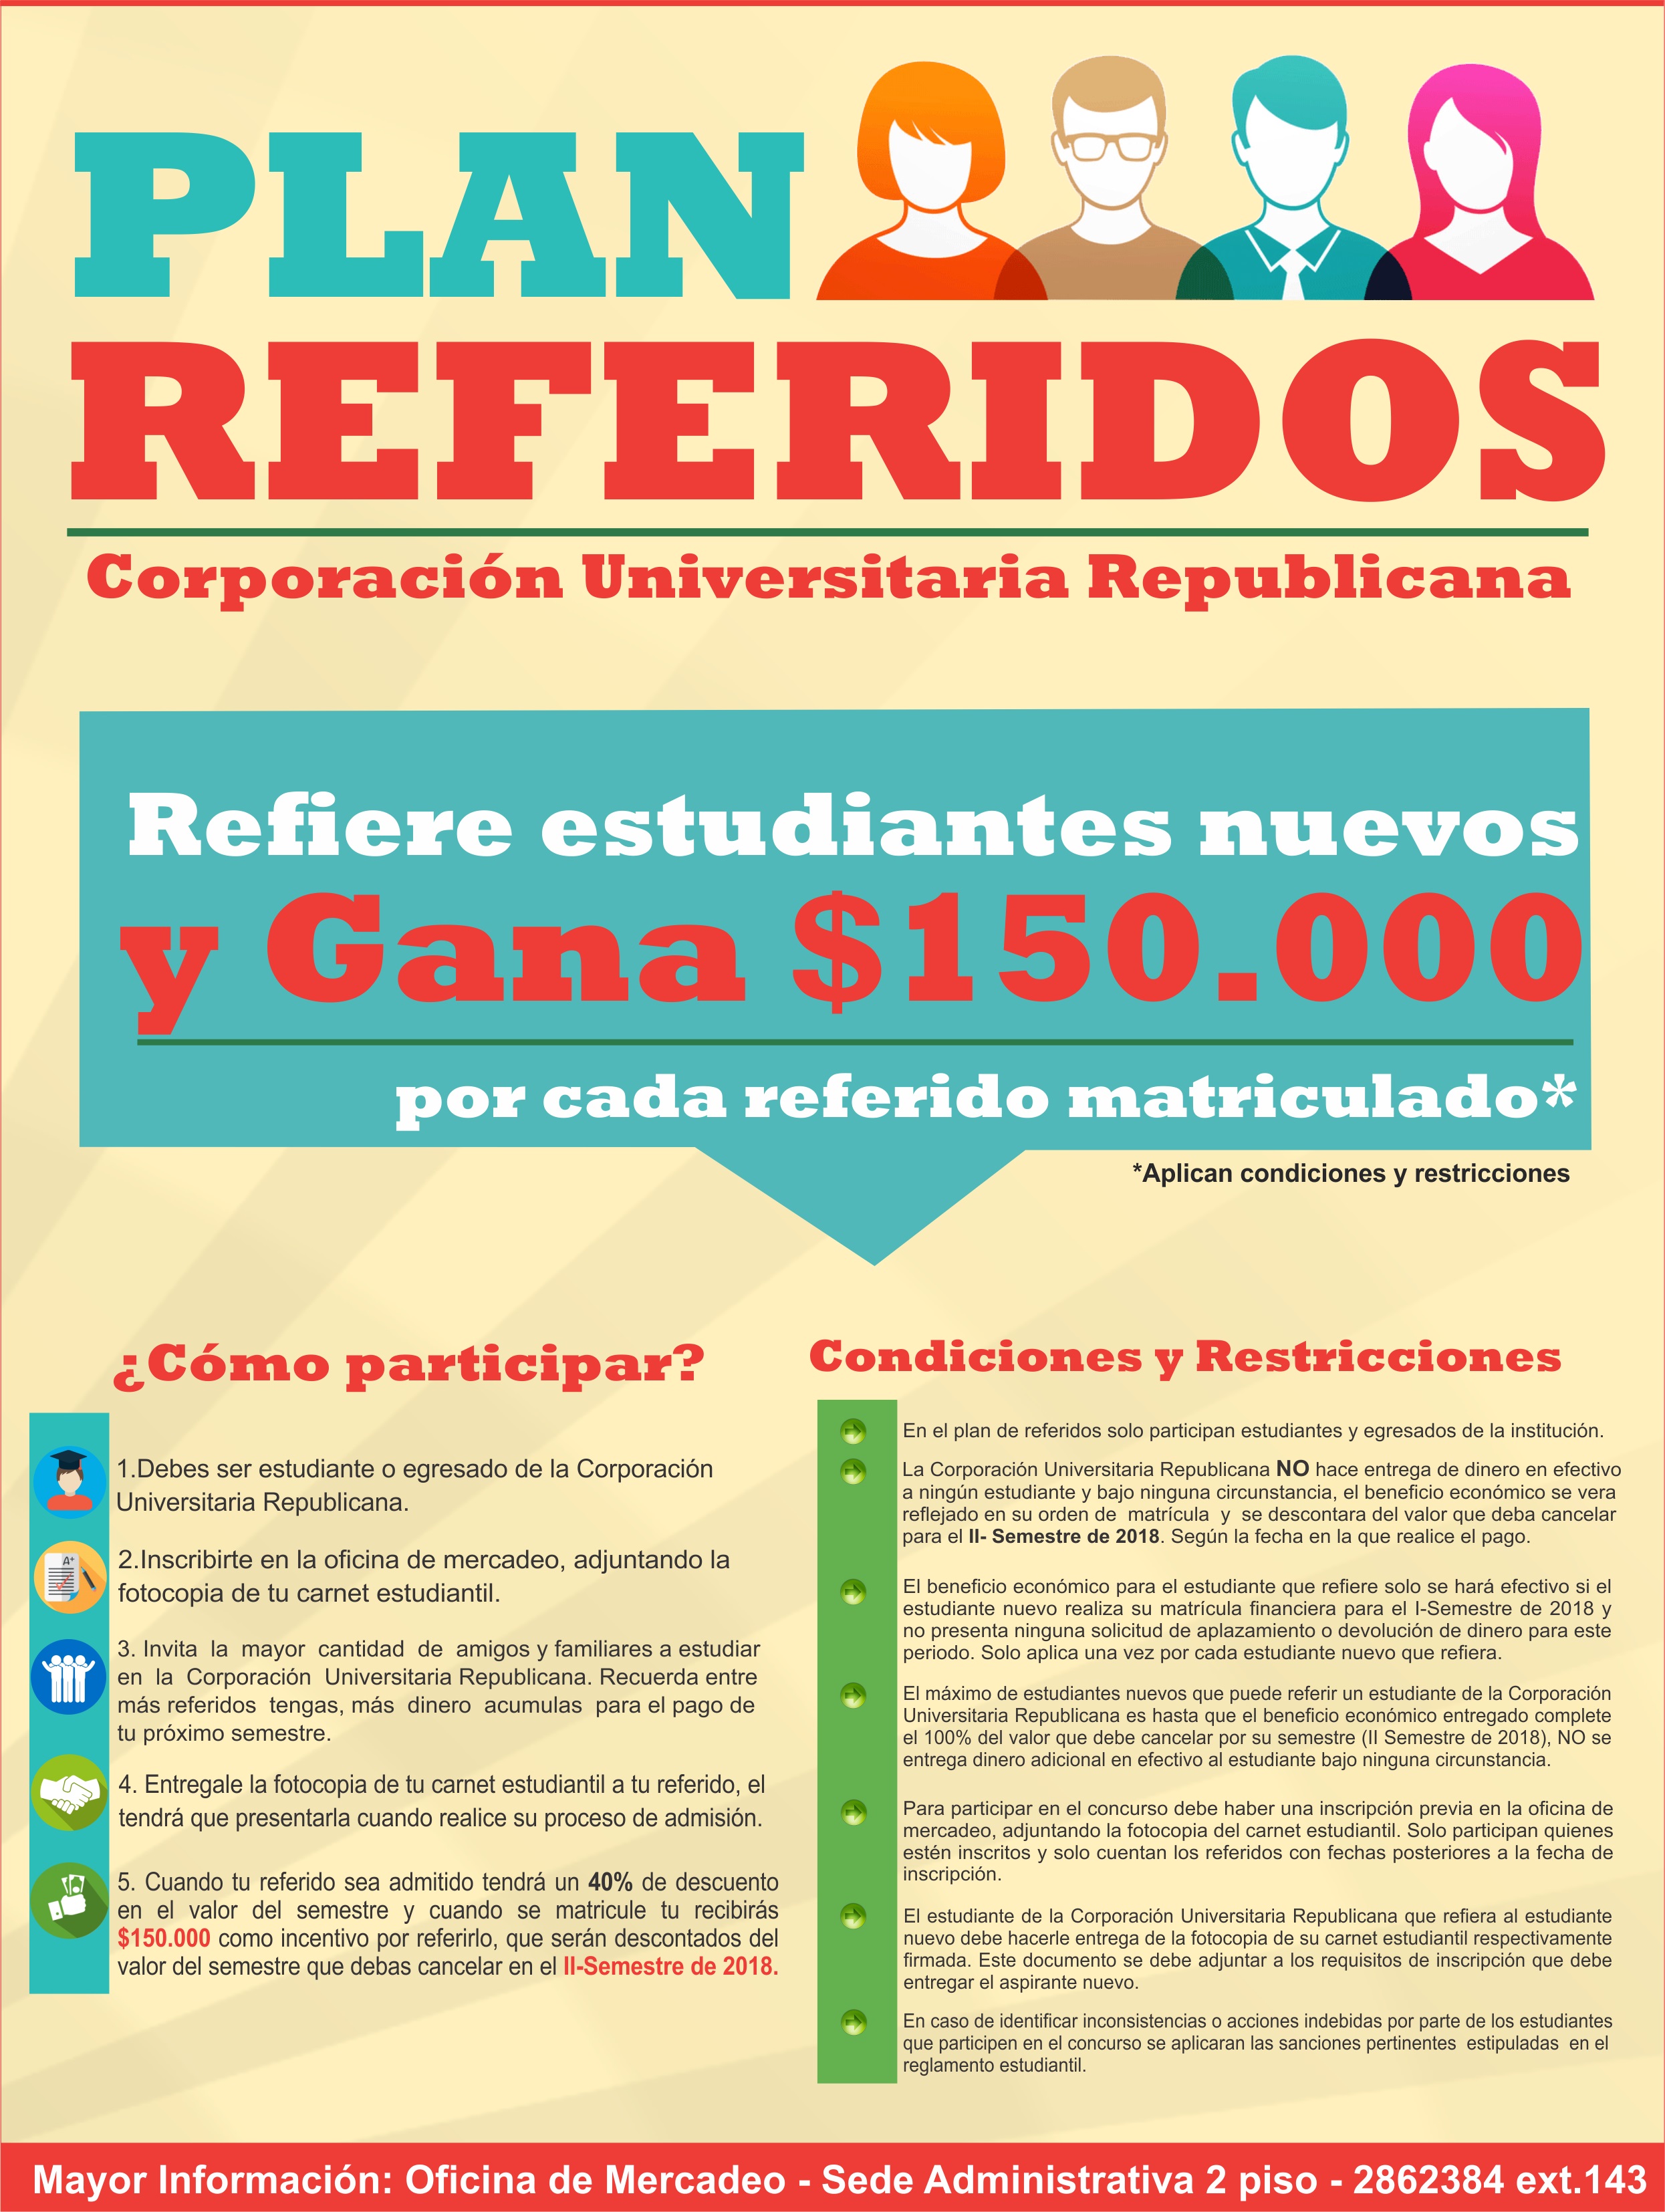 PLAN
REFERIDOS
Corporación Universitaria Republicana
Refiere estudiantes nuevos
y Gana $150.000
por cada referido matriculado*
*Aplican condiciones y restricciones
¿Cómo participar?
1.Debes ser estudiante o egresado de la Corporación
Universitaria Republicana.
2.Inscribirte en la oficina de mercadeo, adjuntando la
fotocopia de tu carnet estudiantil.
3. Invita la mayor cantidad de amigos y familiares a estudiar
en la Corporación Universitaria Republicana. Recuerda entre
más referidos tengas, más dinero acumulas para el pago de
tu próximo semestre.
4. Entregale la fotocopia de tu carnet estudiantil a tu referido, el
tendrá que presentarla cuando realice su proceso de admisión.
5. Cuando tu referido sea admitido tendrá un 40% de descuento
en el valor del semestre y cuando se matricule tu recibirás
$150.000 como incentivo por referirlo, que serán descontados del
valor del semestre que debas cancelar en el II-Semestre de 2018.
A+
Condiciones y Restricciones
En el plan de referidos solo participan estudiantes y egresados de la institución.
La Corporación Universitaria Republicana NO hace entrega de dinero en efectivo
a ningún estudiante y bajo ninguna circunstancia, el beneficio económico se vera
reflejado en su orden de matrícula y se descontara del valor que deba cancelar
para el II- Semestre de 2018. Según la fecha en la que realice el pago.
El beneficio económico para el estudiante que refiere solo se hará efectivo si el
estudiante nuevo realiza su matrícula financiera para el I-Semestre de 2018 y
no presenta ninguna solicitud de aplazamiento o devolución de dinero para este
periodo. Solo aplica una vez por cada estudiante nuevo que refiera.
El máximo de estudiantes nuevos que puede referir un estudiante de la Corporación
Universitaria Republicana es hasta que el beneficio económico entregado complete
el 100% del valor que debe cancelar por su semestre (II Semestre de 2018), NO se
entrega dinero adicional en efectivo al estudiante bajo ninguna circunstancia.
Para participar en el concurso debe haber una inscripción previa en la oficina de
mercadeo, adjuntando la fotocopia del carnet estudiantil. Solo participan quienes
estén inscritos y solo cuentan los referidos con fechas posteriores a la fecha de
inscripción.
El estudiante de la Corporación Universitaria Republicana que refiera al estudiante
nuevo debe hacerle entrega de la fotocopia de su carnet estudiantil respectivamente
firmada. Este documento se debe adjuntar a los requisitos de inscripción que debe
entregar el aspirante nuevo.
En caso de identificar inconsistencias o acciones indebidas por parte de los estudiantes
que participen en el concurso se aplicaran las sanciones pertinentes estipuladas en el
reglamento estudiantil.
Mayor Información: Oficina de Mercadeo - Sede Administrativa 2 piso - 2862384 ext.143